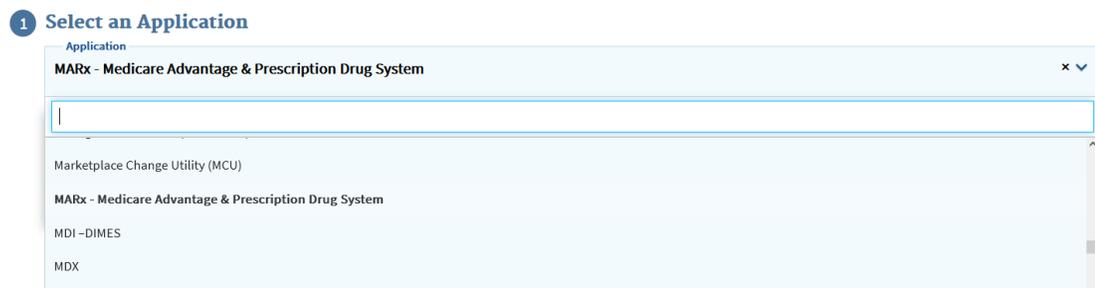 1 Select an Application
Application
MARx - Medicare Advantage & Prescription Drug System
Marketplace Change Utility (MCU)
MARx - Medicare Advantage & Prescription Drug System
MDI –DIMES
MDX